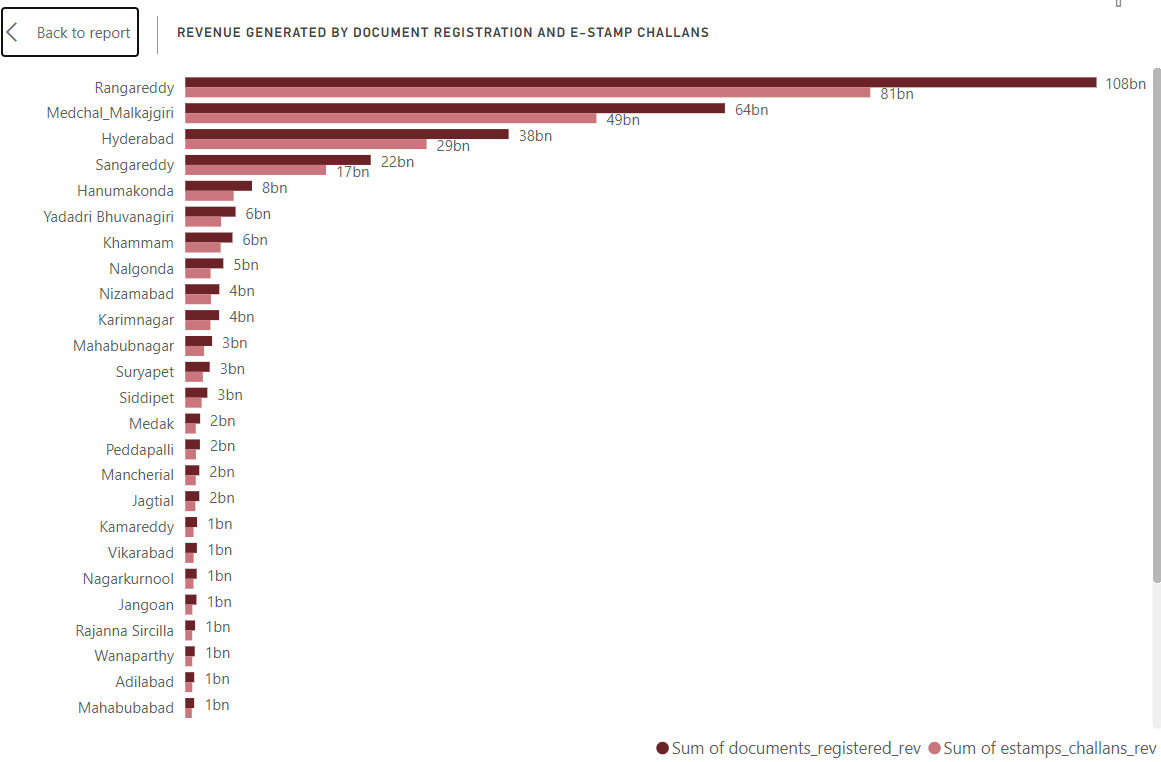 Back to report
REVENUE GENERATED BY DOCUMENT REGISTRATION AND E-STAMP CHALLANS
Rangareddy 108bn
81bn
Medchal_Malkajgiri 64bn
49bn
Hyderabad 38bn
29bn
Sangareddy 22bn
17bn
Hanumakonda 8bn
Yadadri Bhuvanagiri 6bn
Khammam 6bn
Nalgonda 5bn
Nizamabad 4bn
Karimnagar 4bn
Mahabubnagar 3bn
Suryapet 3bn
Siddipet 3bn
Medak 2bn
Peddapalli 2bn
Mancherial 2bn
Jagtial 2bn
Kamareddy 1bn
Vikarabad 1bn
Nagarkurnool 1bn
Jangoan 1bn
Rajanna Sircilla 1bn
Wanaparthy 1bn
Adilabad 1bn
Mahabubabad 1bn
Sum of documents_registered_rev Sum of estamps_challans_rev